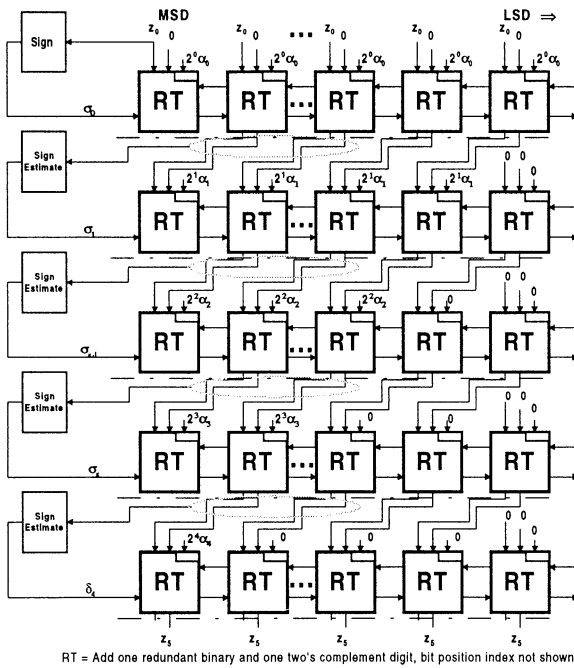 MSD ... LSD ⇒
z₀ 0 z₀ 0 z₀ 0 z₀ 0 z₀ 0
Sign
2⁰α₀ 2⁰α₀ 2⁰α₀ 2⁰α₀ 2⁰α₀
RT RT ... RT RT RT
σ₀
Sign
Estimate
0 0 0
2¹α₁ 2¹α₁ 2¹α₁ 2¹α₁
RT RT ... RT RT RT
σ₁
Sign
Estimate
0 0 0
2²α₂ 2²α₂ 2²α₂ 0
RT RT ... RT RT RT
Sign
Estimate
0 0 0
2³α₃ 2³α₃ 0 0
RT RT ... RT RT RT
Sign
Estimate
0 0 0
2⁴α₄ 0 0 0
RT RT ... RT RT RT
δ₄
z₅ z₅ z₅ z₅ z₅
RT = Add one redundant binary and one two's complement digit, bit position index not shown